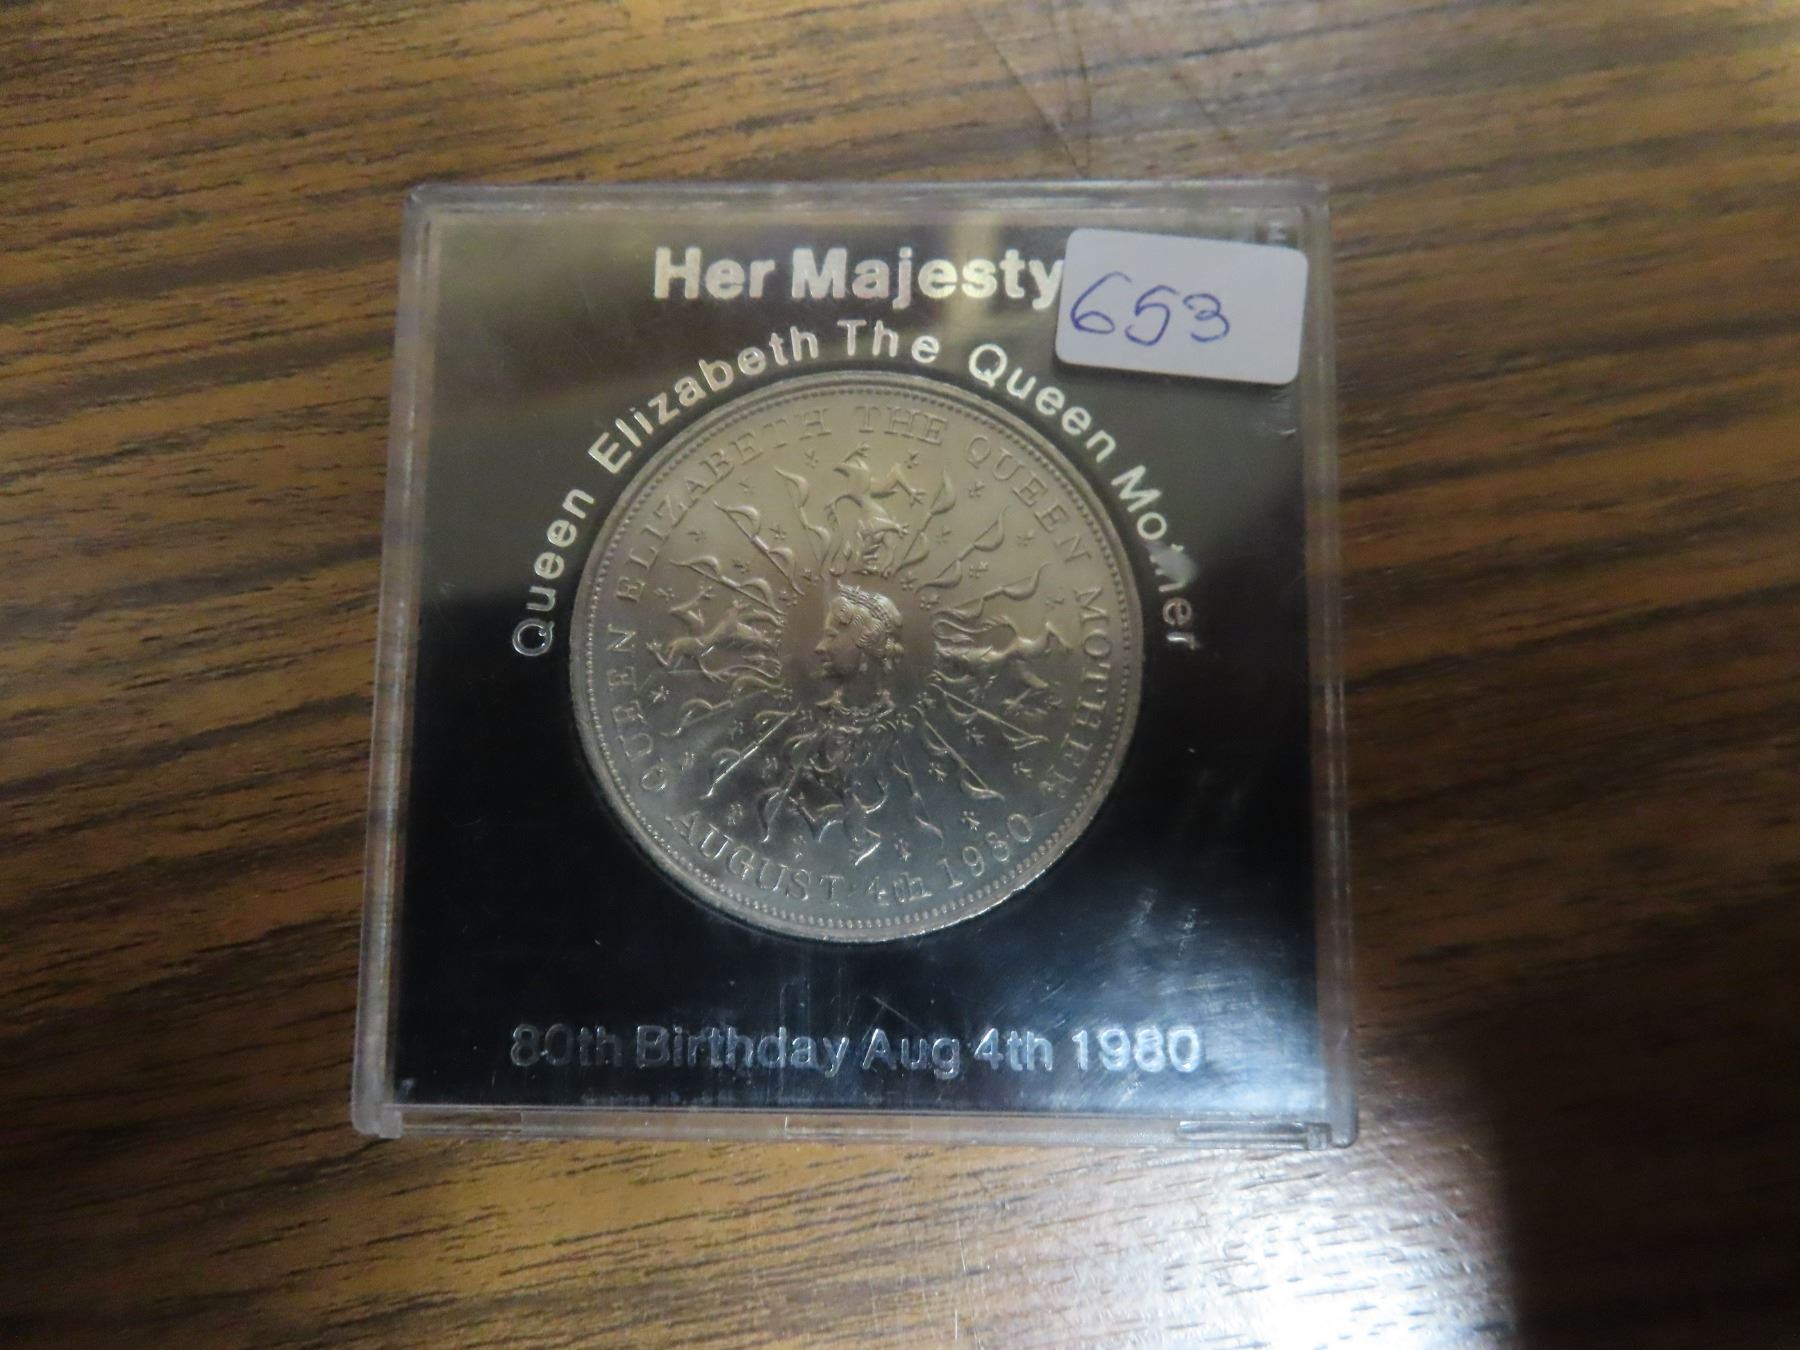 Her Majesty
653
Queen Elizabeth The Queen Mother
QUEEN ELIZABETH THE QUEEN MOTHER
AUGUST 4th 1980
80th Birthday Aug 4th 1980